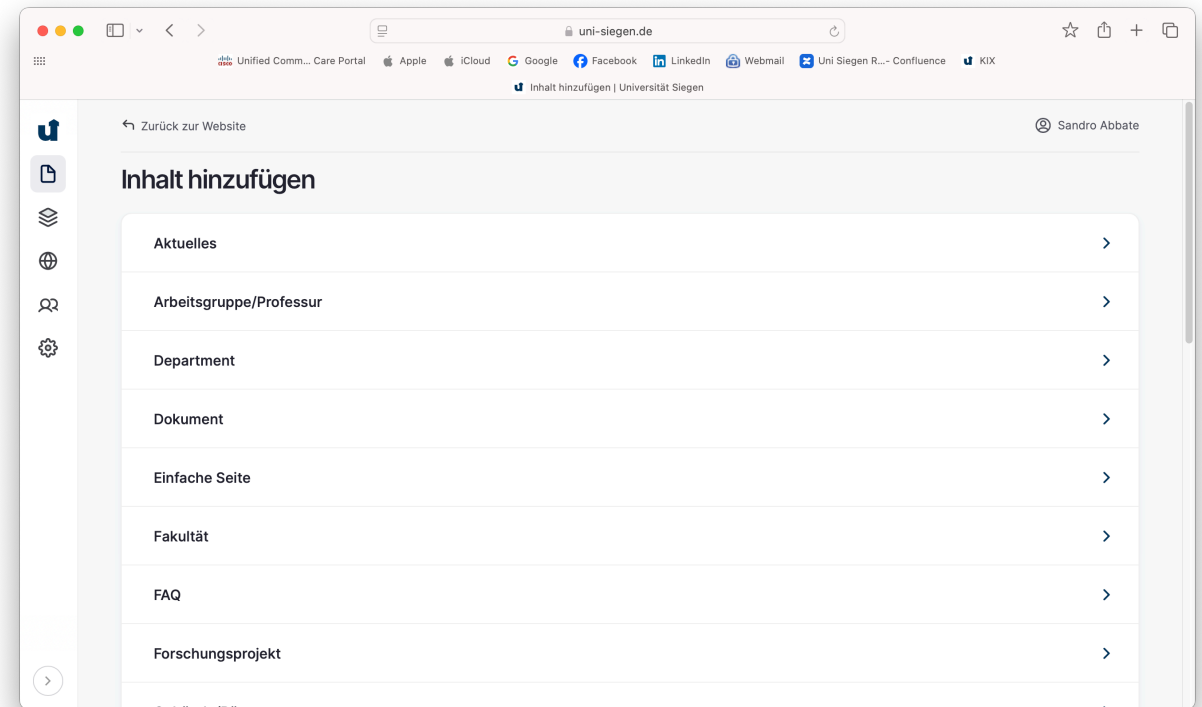 uni-siegen.de
Unified Comm... Care Portal Apple iCloud Google Facebook LinkedIn Webmail Uni Siegen R...- Confluence KIX
Inhalt hinzufügen | Universität Siegen
Zurück zur Website Sandro Abbate
Inhalt hinzufügen
Aktuelles
Arbeitsgruppe/Professur
Department
Dokument
Einfache Seite
Fakultät
FAQ
Forschungsprojekt